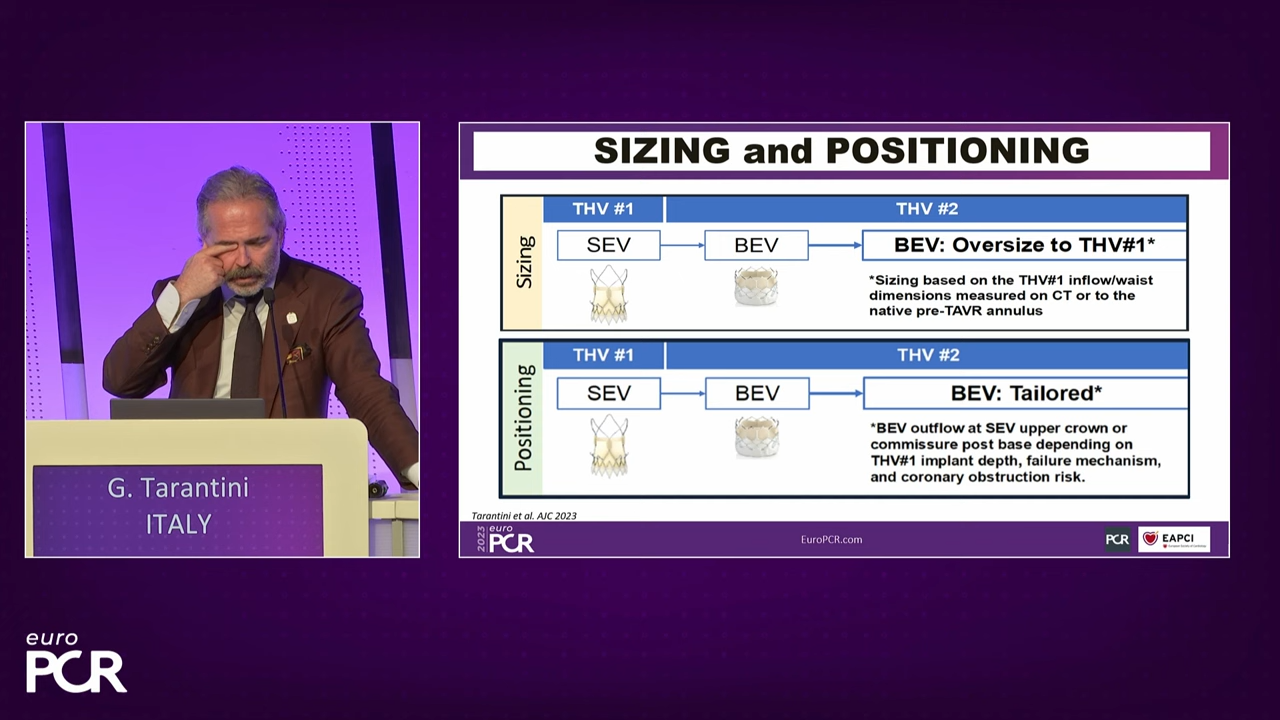 G. Tarantini
ITALY
euro
PCR
SIZING and POSITIONING
Sizing
THV #1
THV #2
SEV
BEV
BEV: Oversize to THV#1*
*Sizing based on the THV#1 inflow/waist
dimensions measured on CT or to the
native pre-TAVR annulus
Positioning
THV #1
THV #2
SEV
BEV
BEV: Tailored*
*BEV outflow at SEV upper crown or
commissure post base depending on
THV#1 implant depth, failure mechanism,
and coronary obstruction risk.
Tarantini et al. AJC 2023
2023
euro
PCR
EuroPCR.com
PCR
EAPCI